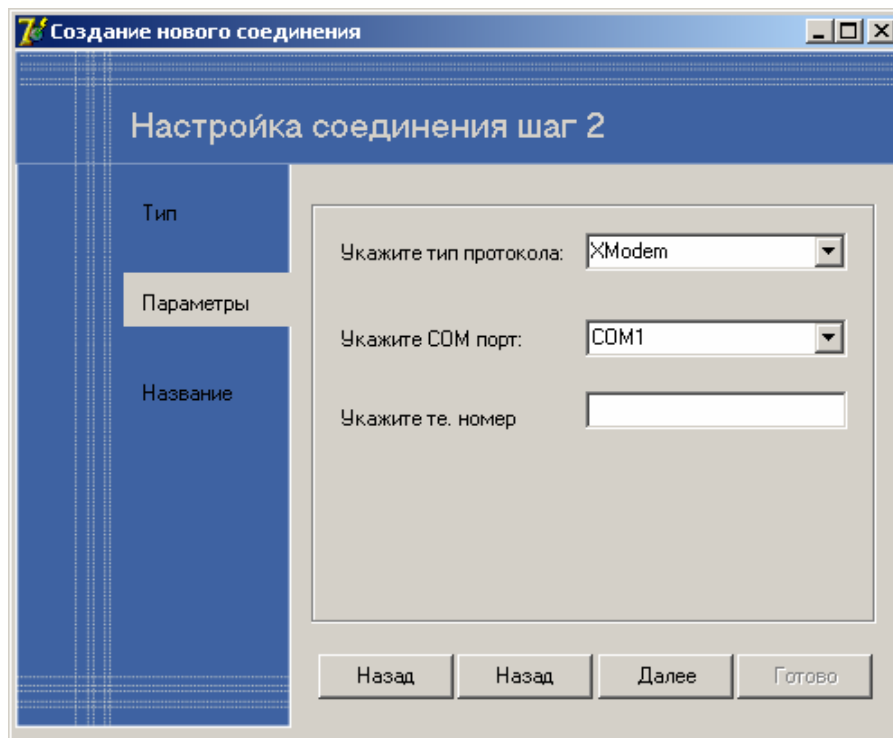 Создание нового соединения
Настройка соединения шаг 2
Тип
Параметры
Название
Укажите тип протокола: XModem
Укажите COM порт: COM1
Укажите те. номер
Назад Назад Далее Готово